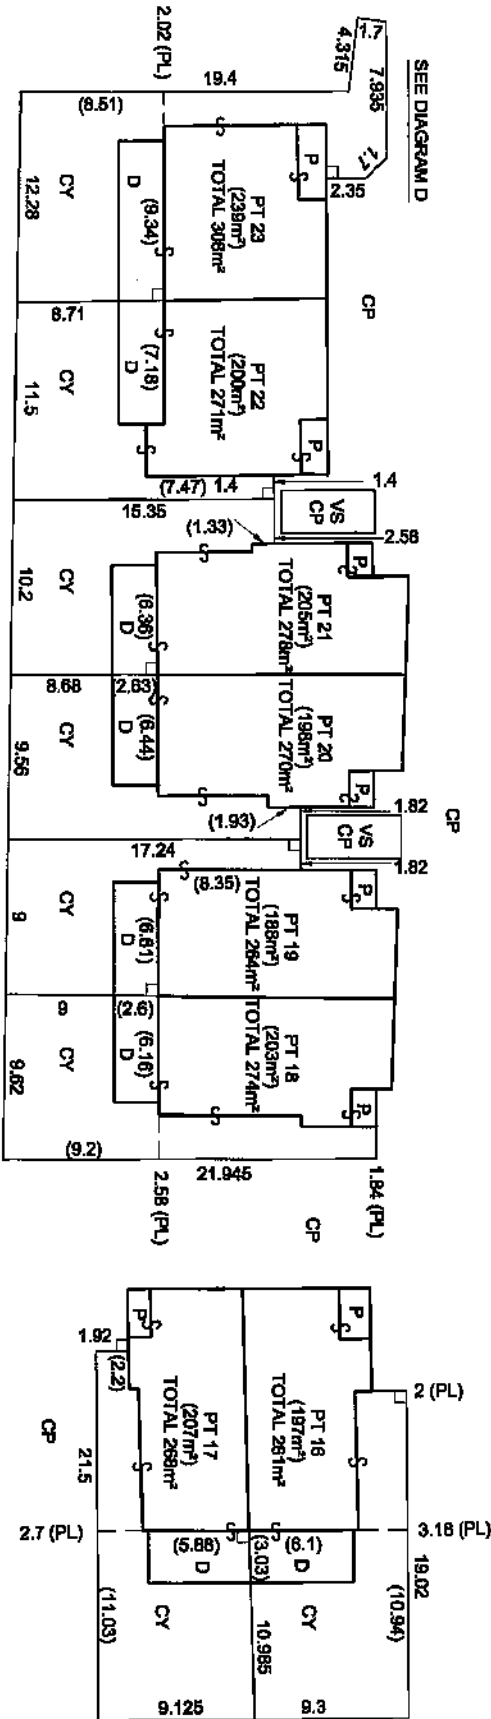 SEE DIAGRAM D
1.7
7.935
4.315
1.7
2.35
19.4
2.02 (PL)
(8.51)
P
S
S
PT 23
(239m²)
TOTAL 306m²
CP
D
(9.34)
S
CY
12.28
8.71
PT 22
(200m²)
TOTAL 271m²
P
S
S
(7.18)
D
S
CY
11.5
(7.47)
1.4
1.4
15.35
VS
CP
2.56
(1.33)
P
S
S
PT 21
(205m²)
TOTAL 278m²
(6.36)
D
S
CY
10.2
8.68
2.63)
PT 20
(196m²)
TOTAL 270m²
(6.44)
D
S
P
S
S
CY
9.56
(1.93)
1.82
CP
VS
CP
1.82
17.24
P
S
S
(8.35)
PT 19
(188m²)
TOTAL 264m²
(6.61)
D
CY
9
9
(2.6)
PT 18
(203m²)
TOTAL 274m²
(6.16)
D
S
P
S
S
CY
9.62
(9.2)
21.945
2.58 (PL)
1.84 (PL)
CP
P
S
P
S
2 (PL)
1.92
(2.2)
PT 16
(197m²)
TOTAL 261m²
PT 17
(207m²)
TOTAL 268m²
S
S
CP
21.5
2.7 (PL)
3.16 (PL)
S
S
(5.88)
(3.03)
(6.1)
D
D
19.02
(10.94)
(11.03)
CY
CY
10.985
9.125
9.3